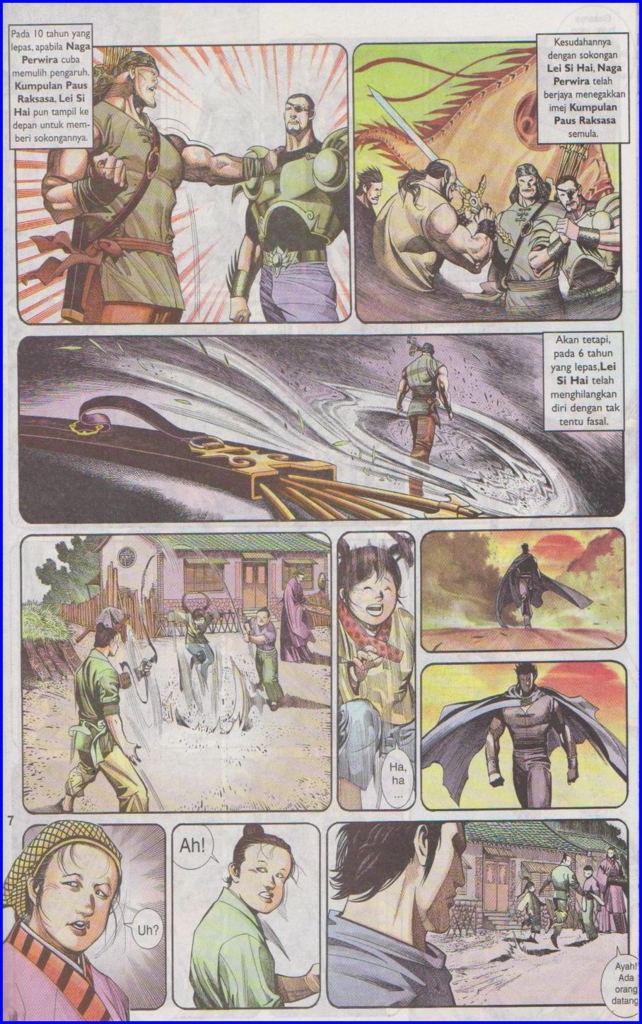 Pada 10 tahun yang
lepas, apabila Naga
Perwira cuba
memulih pengaruh.
Kumpulan Paus
Raksasa, Lei Si
Hai pun tampil ke
depan untuk mem-
beri sokongannya.
Kesudahannya
dengan sokongan
Lei Si Hai, Naga
Perwira telah
berjaya menegakkan
imej Kumpulan
Paus Raksasa
semula.
Akan tetapi,
pada 6 tahun
yang lepas,Lei
Si Hai telah
menghilangkan
diri dengan tak
tentu fasal.
Ha,
ha
...
7
Uh?
Ah!
Ayah!
Ada
orang
datang